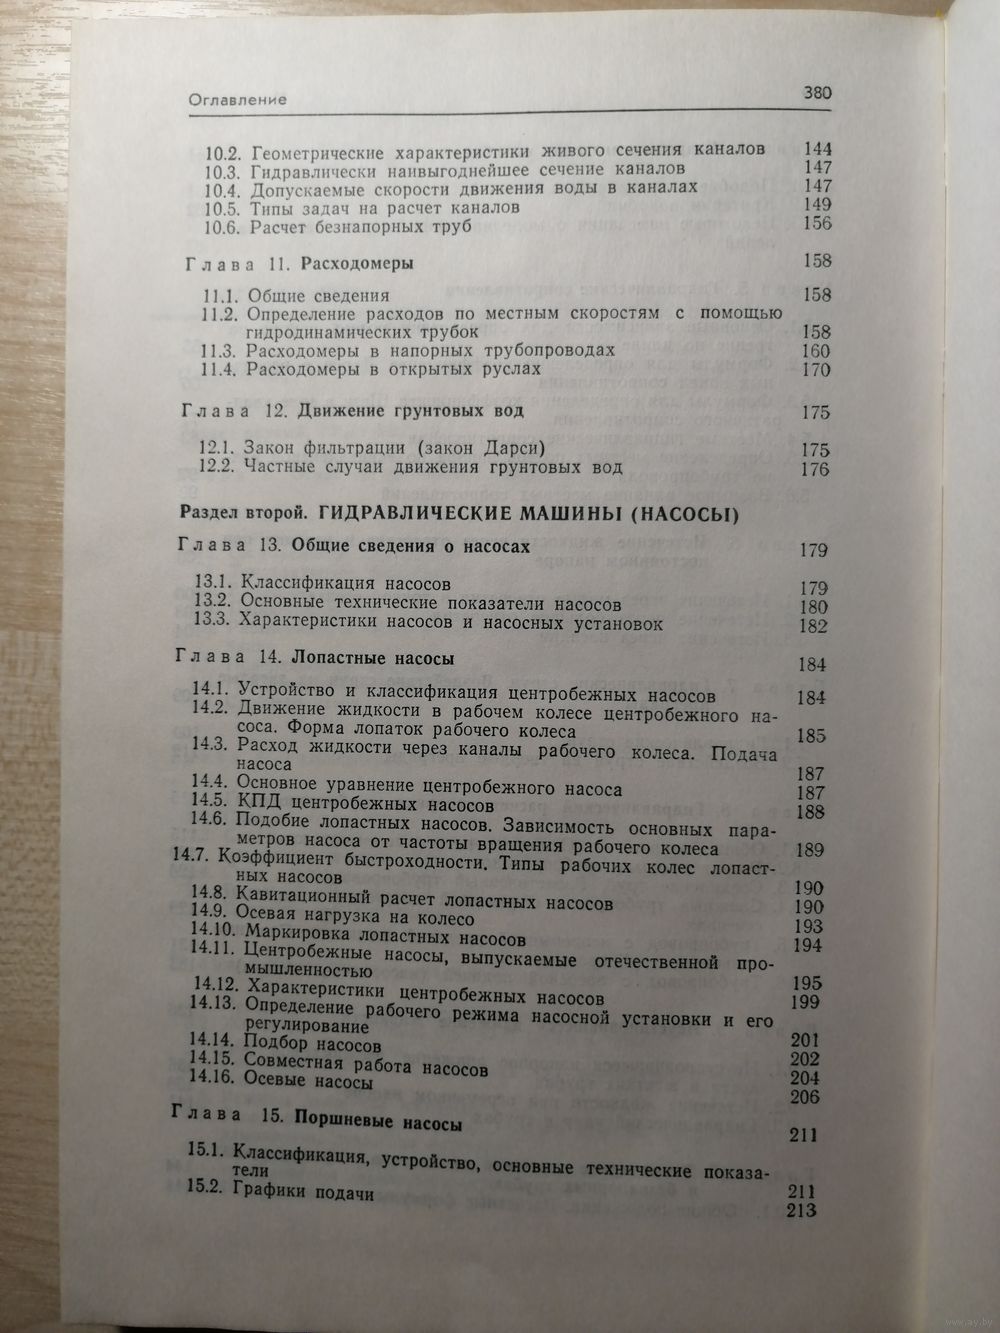 Оглавление 380
10.2. Геометрические характеристики живого сечения каналов 144
10.3. Гидравлически наивыгоднейшее сечение каналов 147
10.4. Допускаемые скорости движения воды в каналах 147
10.5. Типы задач на расчет каналов 149
10.6. Расчет безнапорных труб 156
Глава 11. Расходомеры 158
11.1. Общие сведения 158
11.2. Определение расходов по местным скоростям с помощью
гидродинамических трубок 158
11.3. Расходомеры в напорных трубопроводах 160
11.4. Расходомеры в открытых руслах 170
Глава 12. Движение грунтовых вод 175
12.1. Закон фильтрации (закон Дарси) 175
12.2. Частные случаи движения грунтовых вод 176
Раздел второй. ГИДРАВЛИЧЕСКИЕ МАШИНЫ (НАСОСЫ)
Глава 13. Общие сведения о насосах 179
13.1. Классификация насосов 179
13.2. Основные технические показатели насосов 180
13.3. Характеристики насосов и насосных установок 182
Глава 14. Лопастные насосы 184
14.1. Устройство и классификация центробежных насосов 184
14.2. Движение жидкости в рабочем колесе центробежного на-
соса. Форма лопаток рабочего колеса 185
14.3. Расход жидкости через каналы рабочего колеса. Подача
насоса 187
14.4. Основное уравнение центробежного насоса 187
14.5. КПД центробежных насосов 188
14.6. Подобие лопастных насосов. Зависимость основных пара-
метров насоса от частоты вращения рабочего колеса 189
14.7. Коэффициент быстроходности. Типы рабочих колес лопаст-
ных насосов 190
14.8. Кавитационный расчет лопастных насосов 190
14.9. Осевая нагрузка на колесо 193
14.10. Маркировка лопастных насосов 194
14.11. Центробежные насосы, выпускаемые отечественной про-
мышленностью 195
14.12. Характеристики центробежных насосов 199
14.13. Определение рабочего режима насосной установки и его
регулирование 201
14.14. Подбор насосов 202
14.15. Совместная работа насосов 204
14.16. Осевые насосы 206
Глава 15. Поршневые насосы 211
15.1. Классификация, устройство, основные технические показа-
тели 211
15.2. Графики подачи 213
www.ay.by